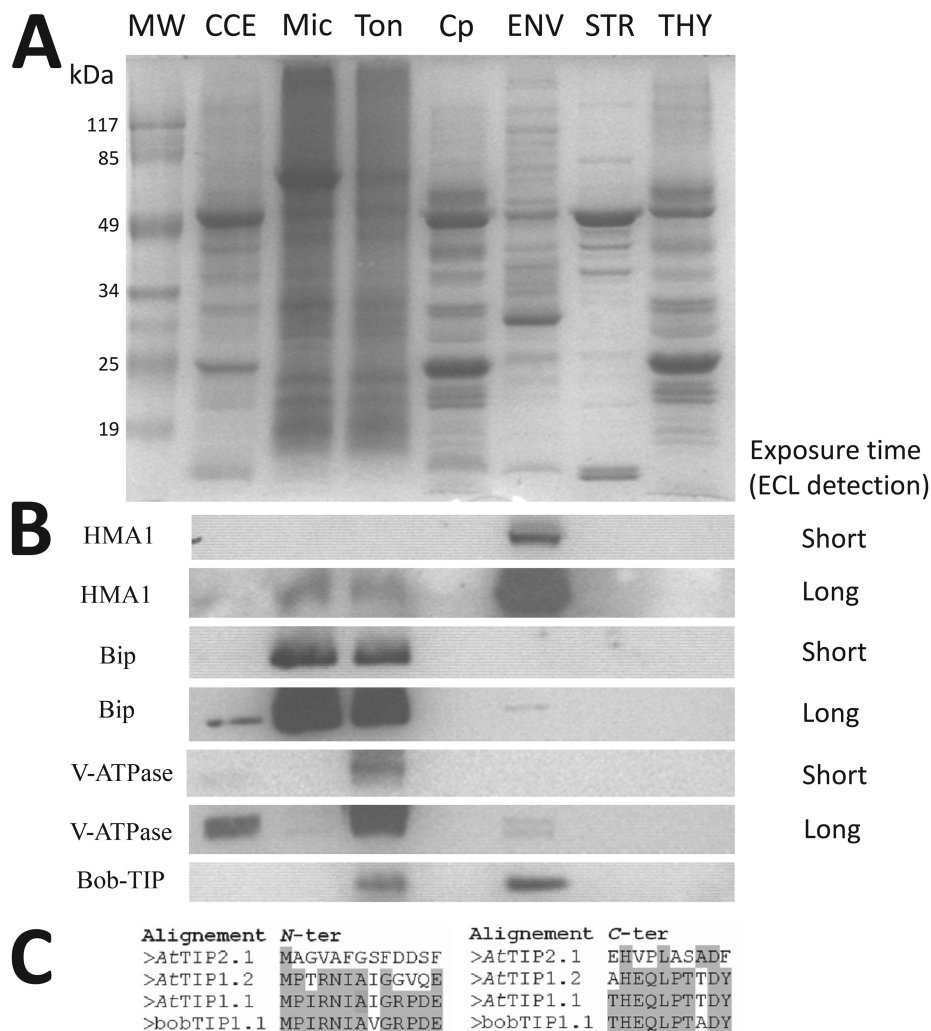 A MW CCE Mic Ton Cp ENV STR THY
kDa
117
85
49
34
25
19
Exposure time
(ECL detection)
B HMA1 Short
HMA1 Long
Bip Short
Bip Long
V-ATPase Short
V-ATPase Long
Bob-TIP
C Alignement N-ter
>AtTIP2.1 MAGVAFGSFDDSF
>AtTIP1.2 MPTRNIAIGGVQE
>AtTIP1.1 MPIRNIAIGRPDE
>bobTIP1.1 MPIRNIAVGRPDE
Alignement C-ter
>AtTIP2.1 EHVPLASADF
>AtTIP1.2 AHEQLPTTDY
>AtTIP1.1 THEQLPTTDY
>bobTIP1.1 THEQLPTADY